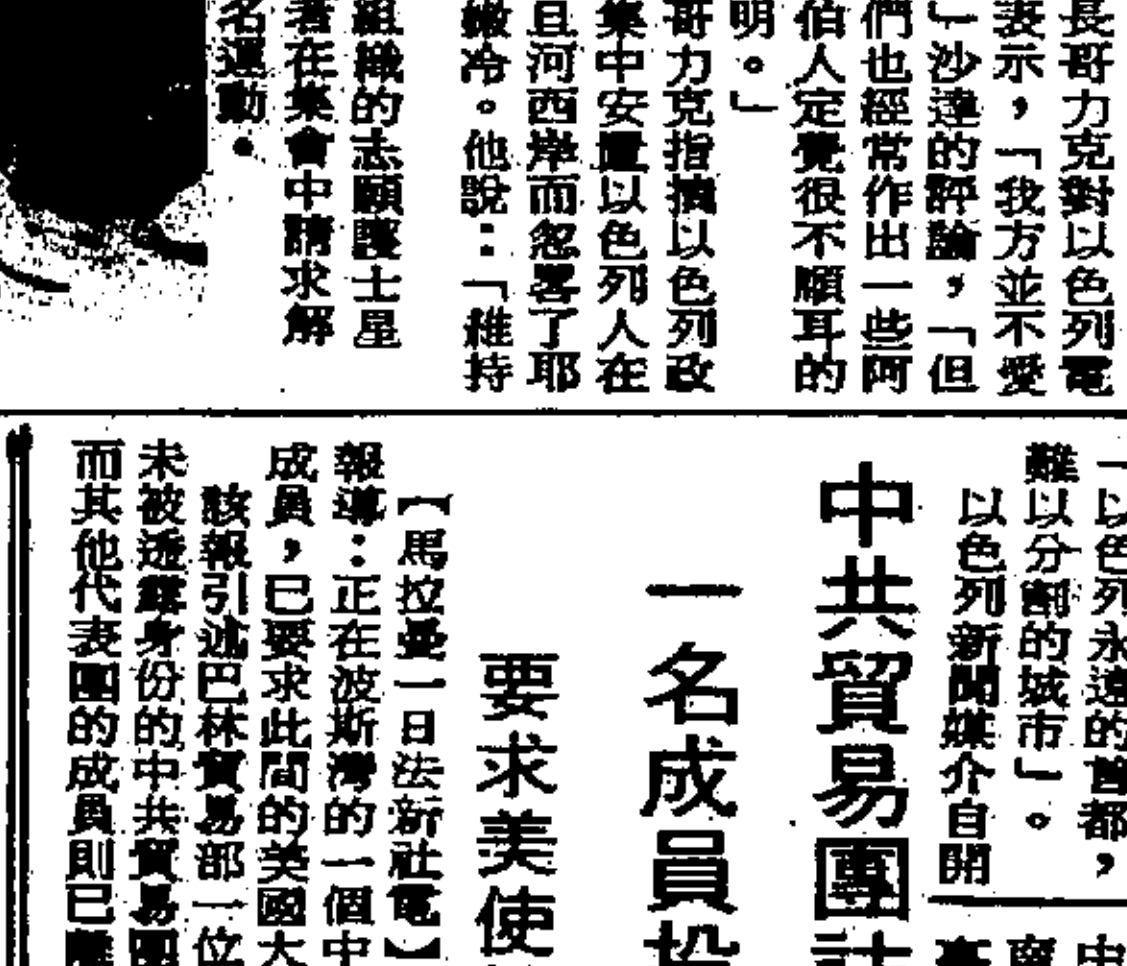 長哥力克對以色列電
表示，「我方並不愛
」沙達的評論，「但
們也經常作出一些阿
伯人定覺很不順耳的
明。」
哥力克指摘以色列政
集中安置以色列人在
且河西岸而忽畧了耶
撒冷。他說：「維持
組織的志願護士星
著在集會中請求解
名運動。
「以色列永遠的首都，
難以分割的城市」。
以色列新聞媒介自開
中共貿易團
一名成員投
要求美使
【馬拉曼一日法新社電】
報導：正在波斯灣的一個中
成員，已要求此間的美國大
該報引述巴林貿易部一位
未被透露身份的中共貿易團
而其他代表團的成員則已離